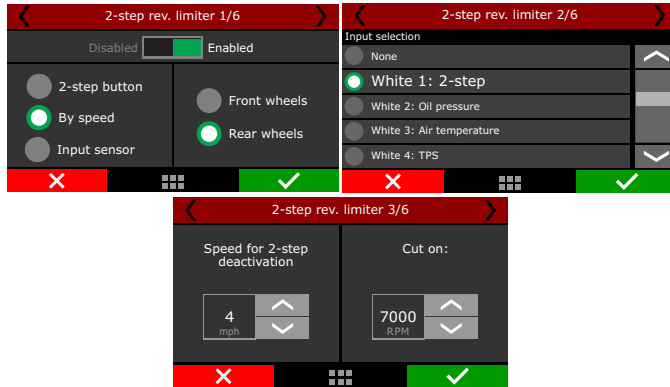 2-step rev. limiter 1/6
Disabled Enabled
2-step button
By speed
Input sensor
Front wheels
Rear wheels
2-step rev. limiter 2/6
Input selection
None
White 1: 2-step
White 2: Oil pressure
White 3: Air temperature
White 4: TPS
2-step rev. limiter 3/6
Speed for 2-step
deactivation
4
mph
Cut on:
7000
RPM